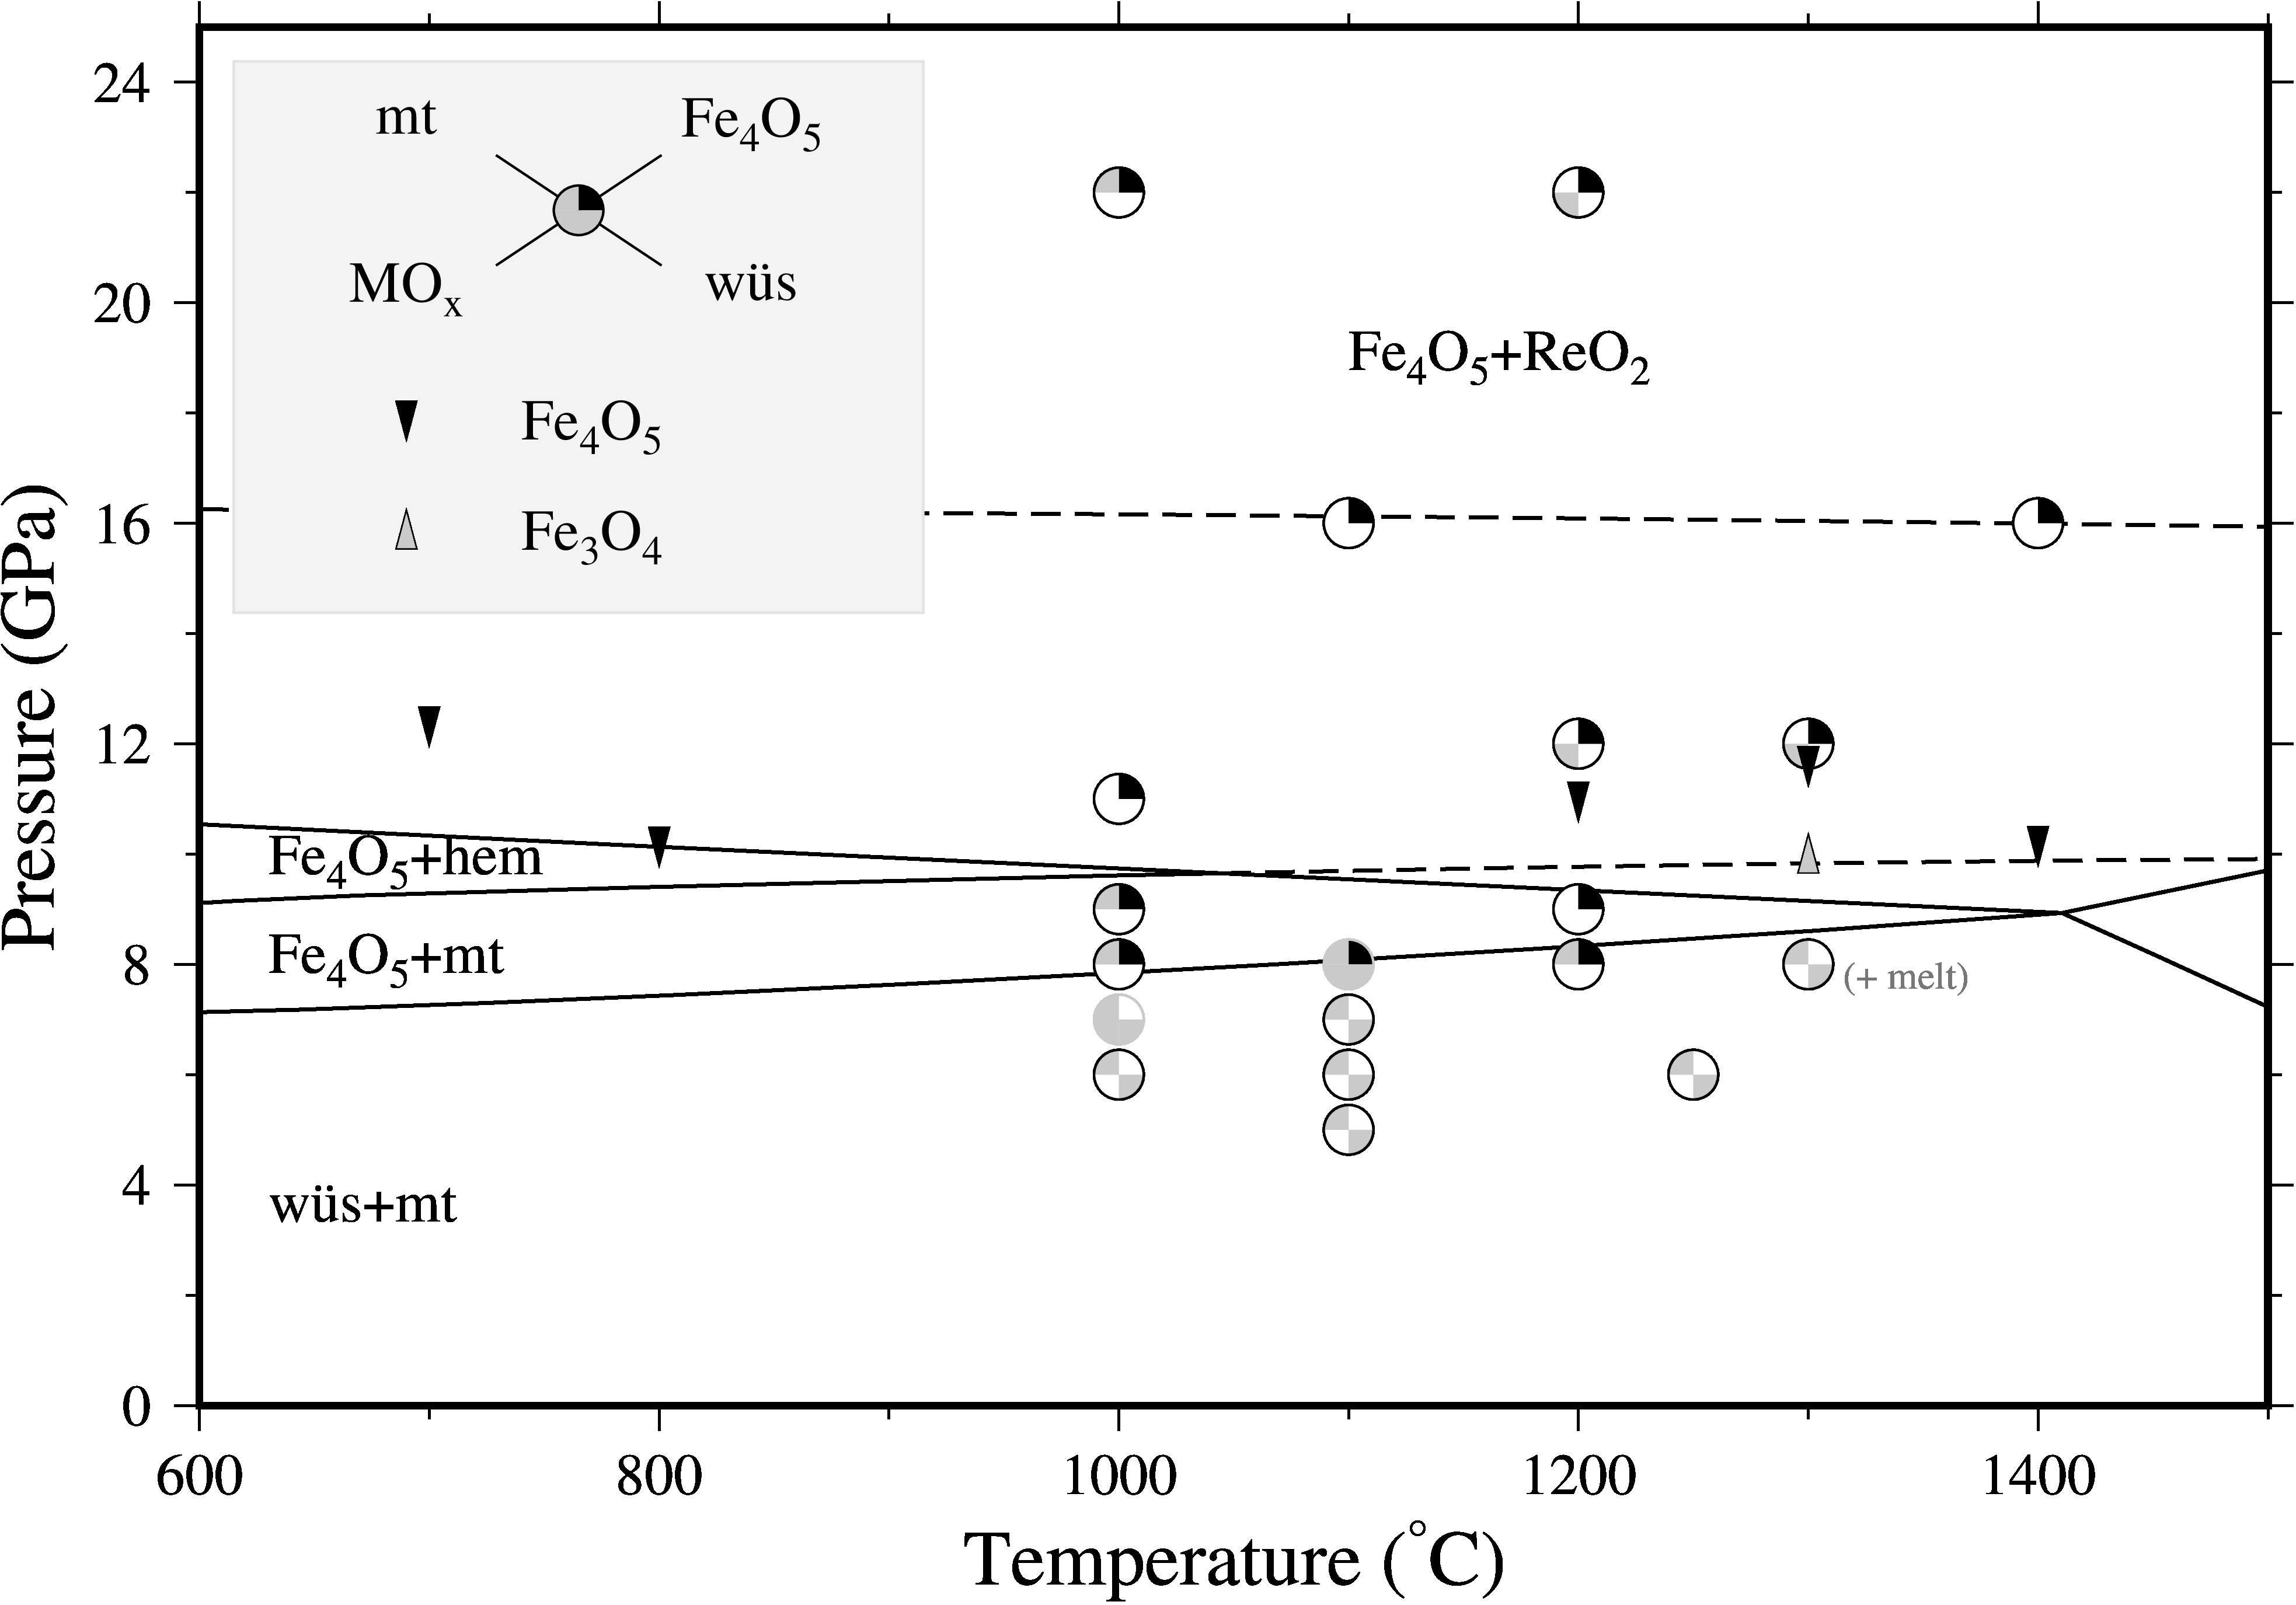 24
20
16
12
8
4
0
Pressure (GPa)
mt Fe₄O₅
MOₓ wüs
Fe₄O₅
Fe₃O₄
Fe₄O₅+ReO₂
Fe₄O₅+hem
Fe₄O₅+mt
(+ melt)
wüs+mt
600 800 1000 1200 1400
Temperature (°C)